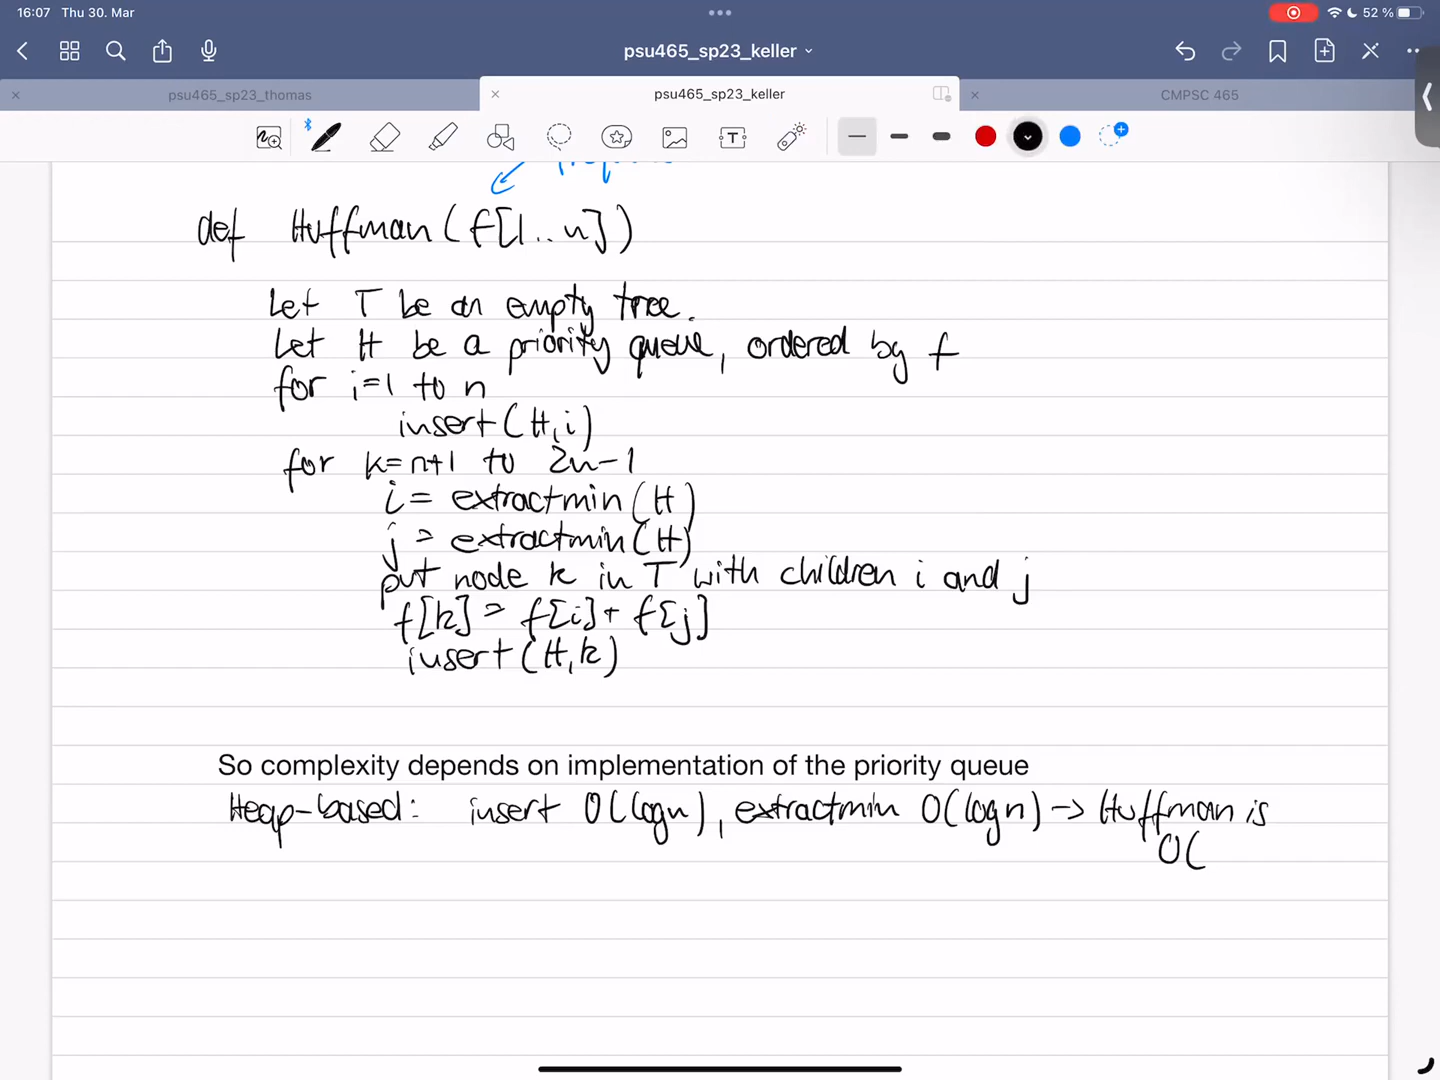 16:07 Thu 30. Mar
52 %
psu465_sp23_keller
psu465_sp23_thomas
psu465_sp23_keller
CMPSC 465
def Huffman(f[1..n])
Let T be an empty tree.
Let H be a priority queue, ordered by f
for i=1 to n
insert(H,i)
for k=n+1 to 2n-1
i = extractmin(H)
j = extractmin(H)
put node k in T with children i and j
f[k] = f[i]+ f[j]
insert(H,k)
So complexity depends on implementation of the priority queue
Heap-based: insert O(logn), extractmin O(logn) -> Huffman is
O(